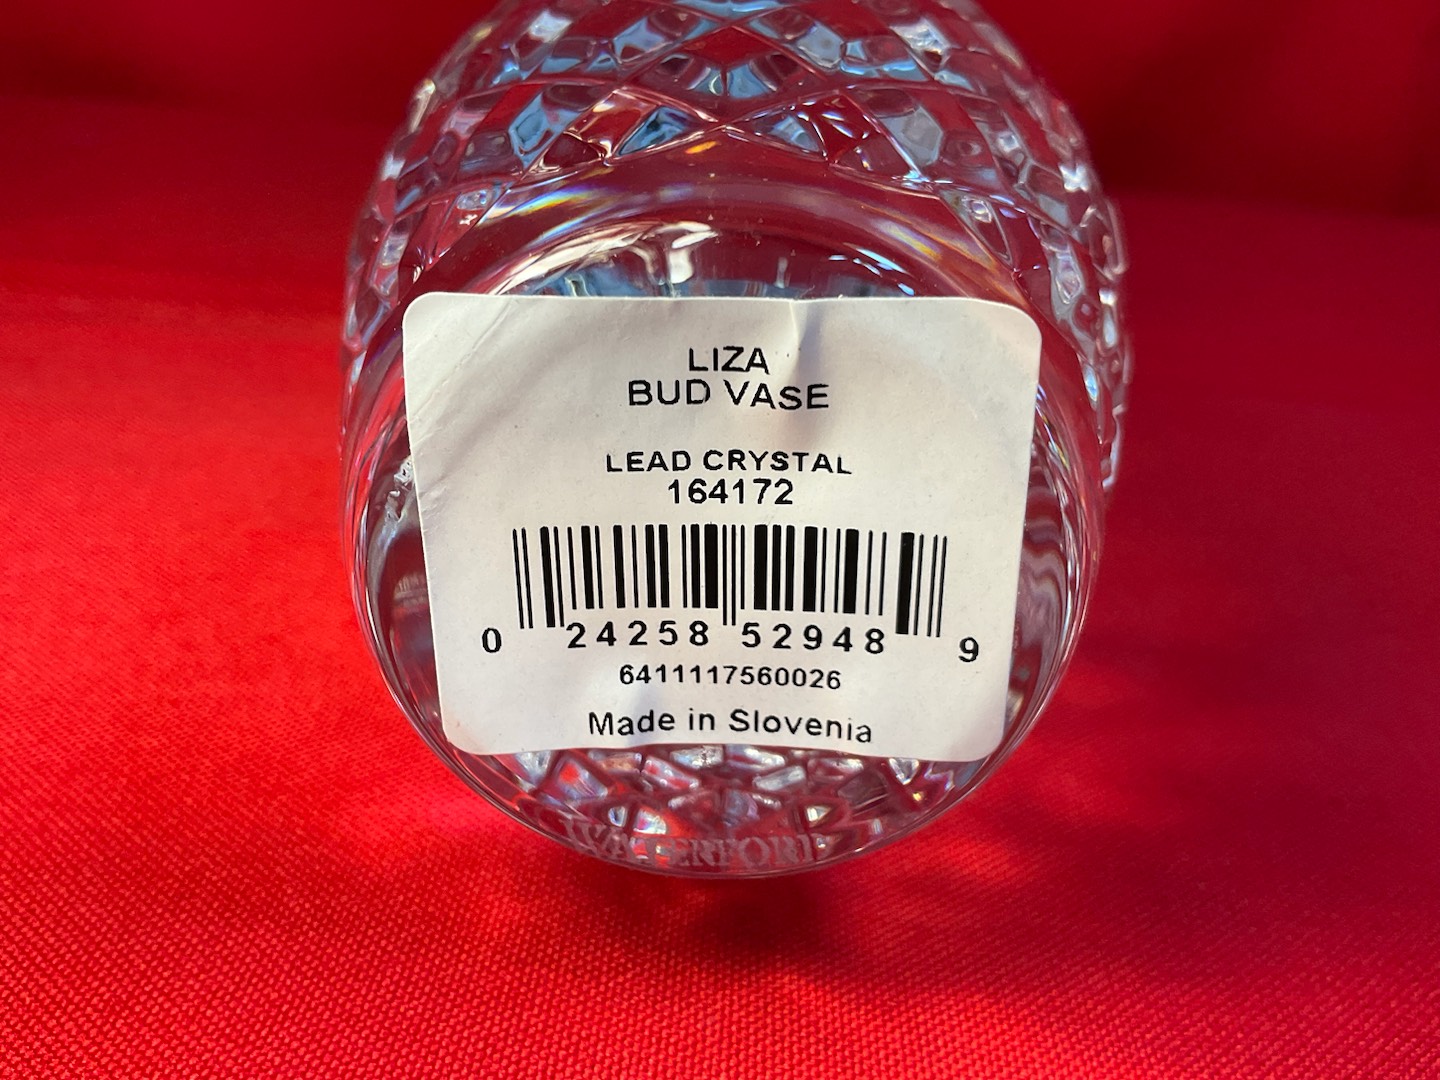 LIZA
BUD VASE
LEAD CRYSTAL
164172
0 24258 52948 9
6411117560026
Made in Slovenia
WATERFORD